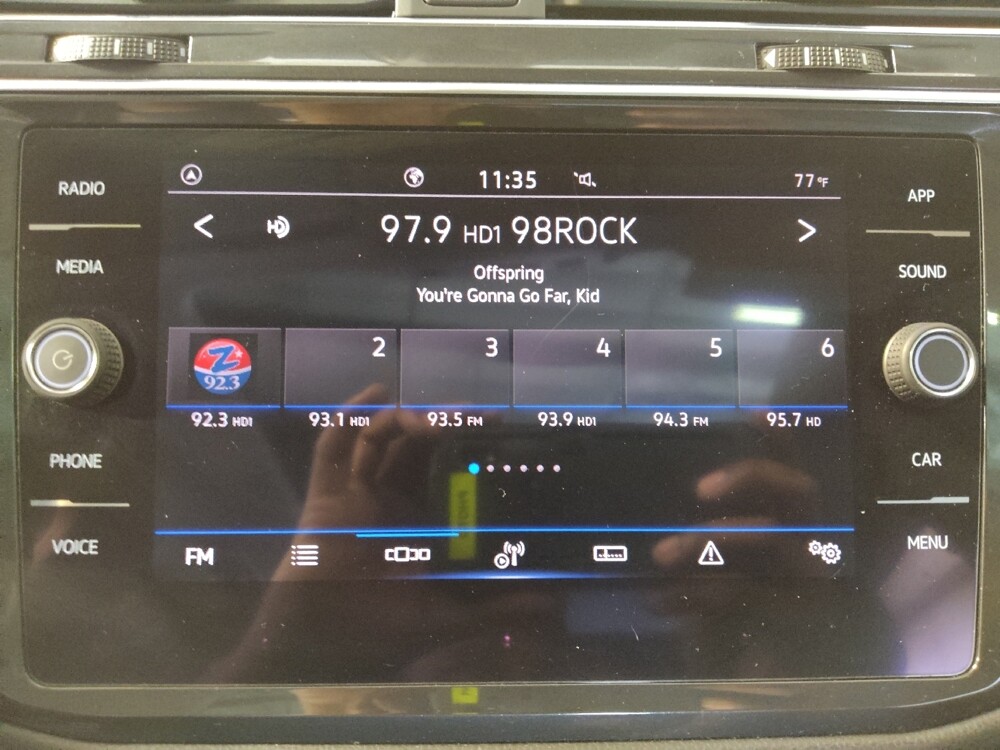 RADIO
MEDIA
PHONE
VOICE
11:35
77°F
HD
97.9 HD1 98ROCK
Offspring
You're Gonna Go Far, Kid
Z
92.3
2
3
4
5
6
92.3 HD1
93.1 HD1
93.5 FM
93.9 HD1
94.3 FM
95.7 HD
FM
APP
SOUND
CAR
MENU